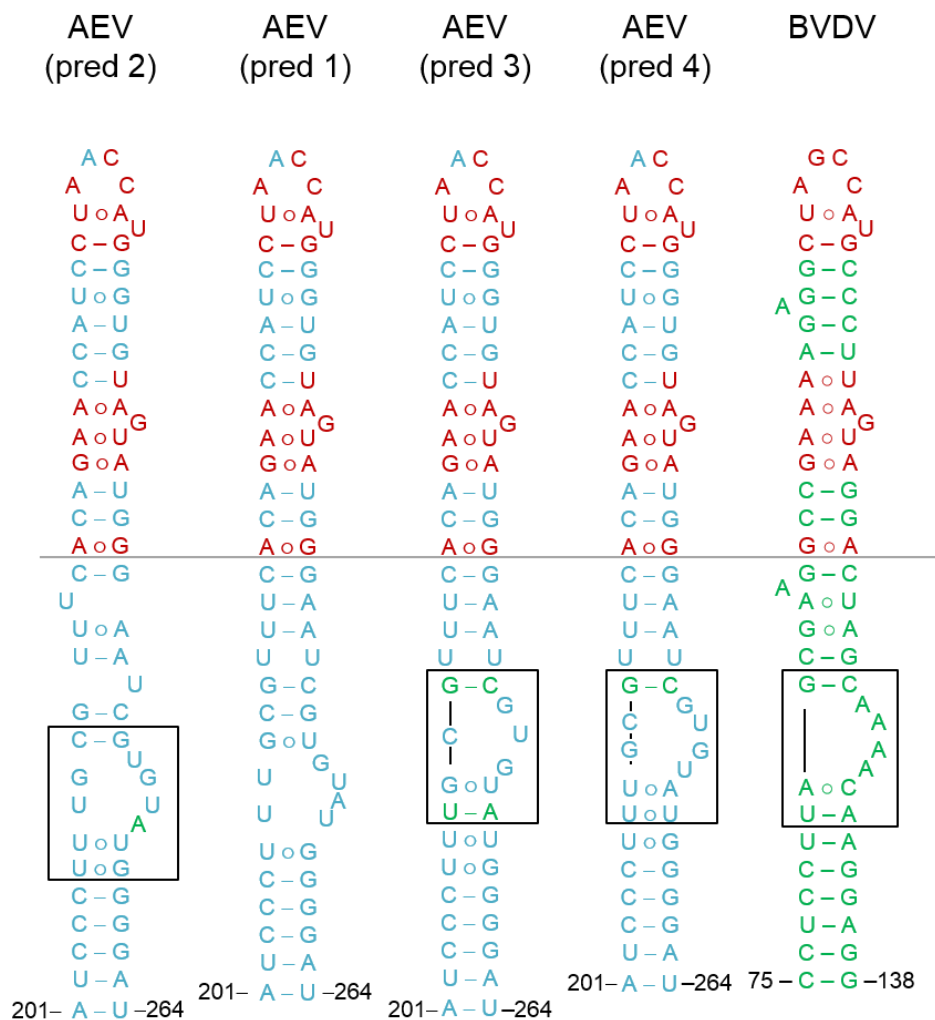 AEV
(pred 2)
A C
A C
U o A
U
C – G
C – G
U o G
A – U
C – G
C – U
A o A
G
A o U
G o A
A – U
C – G
A o G
C – G
U
U o A
U – A
U
G C
C – G
U
G G
U U
A
U o U
U o G
C – G
C – G
C – G
U – A
201– A – U –264
AEV
(pred 1)
A C
A C
U o A
U
C – G
C – G
U o G
A – U
C – G
C – U
A o A
G
A o U
G o A
A – U
C – G
A o G
C – G
U – A
U – A
U U
G – C
C – G
G o U
G
U U
A
U U
U o G
C – G
C – G
C – G
U – A
201– A – U –264
AEV
(pred 3)
A C
A C
U o A
U
C – G
C – G
U o G
A – U
C – G
C – U
A o A
G
A o U
G o A
A – U
C – G
A o G
C – G
U – A
U – A
U U
G – C
G
C U
G
G o U
U – A
U o U
U o G
C – G
C – G
C – G
U – A
201– A – U –264
AEV
(pred 4)
A C
A C
U o A
U
C – G
C – G
U o G
A – U
C – G
C – U
A o A
G
A o U
G o A
A – U
C – G
A o G
C – G
U – A
U – A
U U
G – C
G
C U
G G
U
U o A
U o U
U o G
C – G
C – G
C – G
U – A
201– A – U –264
BVDV
G C
A C
U o A
U
G – G
G – C
G – C
A
G – C
A – U
A o U
A o A
G
A o U
A o A
C – G
C – G
G o A
G – C
A
A o U
G o A
C – G
G – C
A
A
A
A
A o C
U – A
U – A
C – G
C – G
U – A
C – G
75 – C – G –138